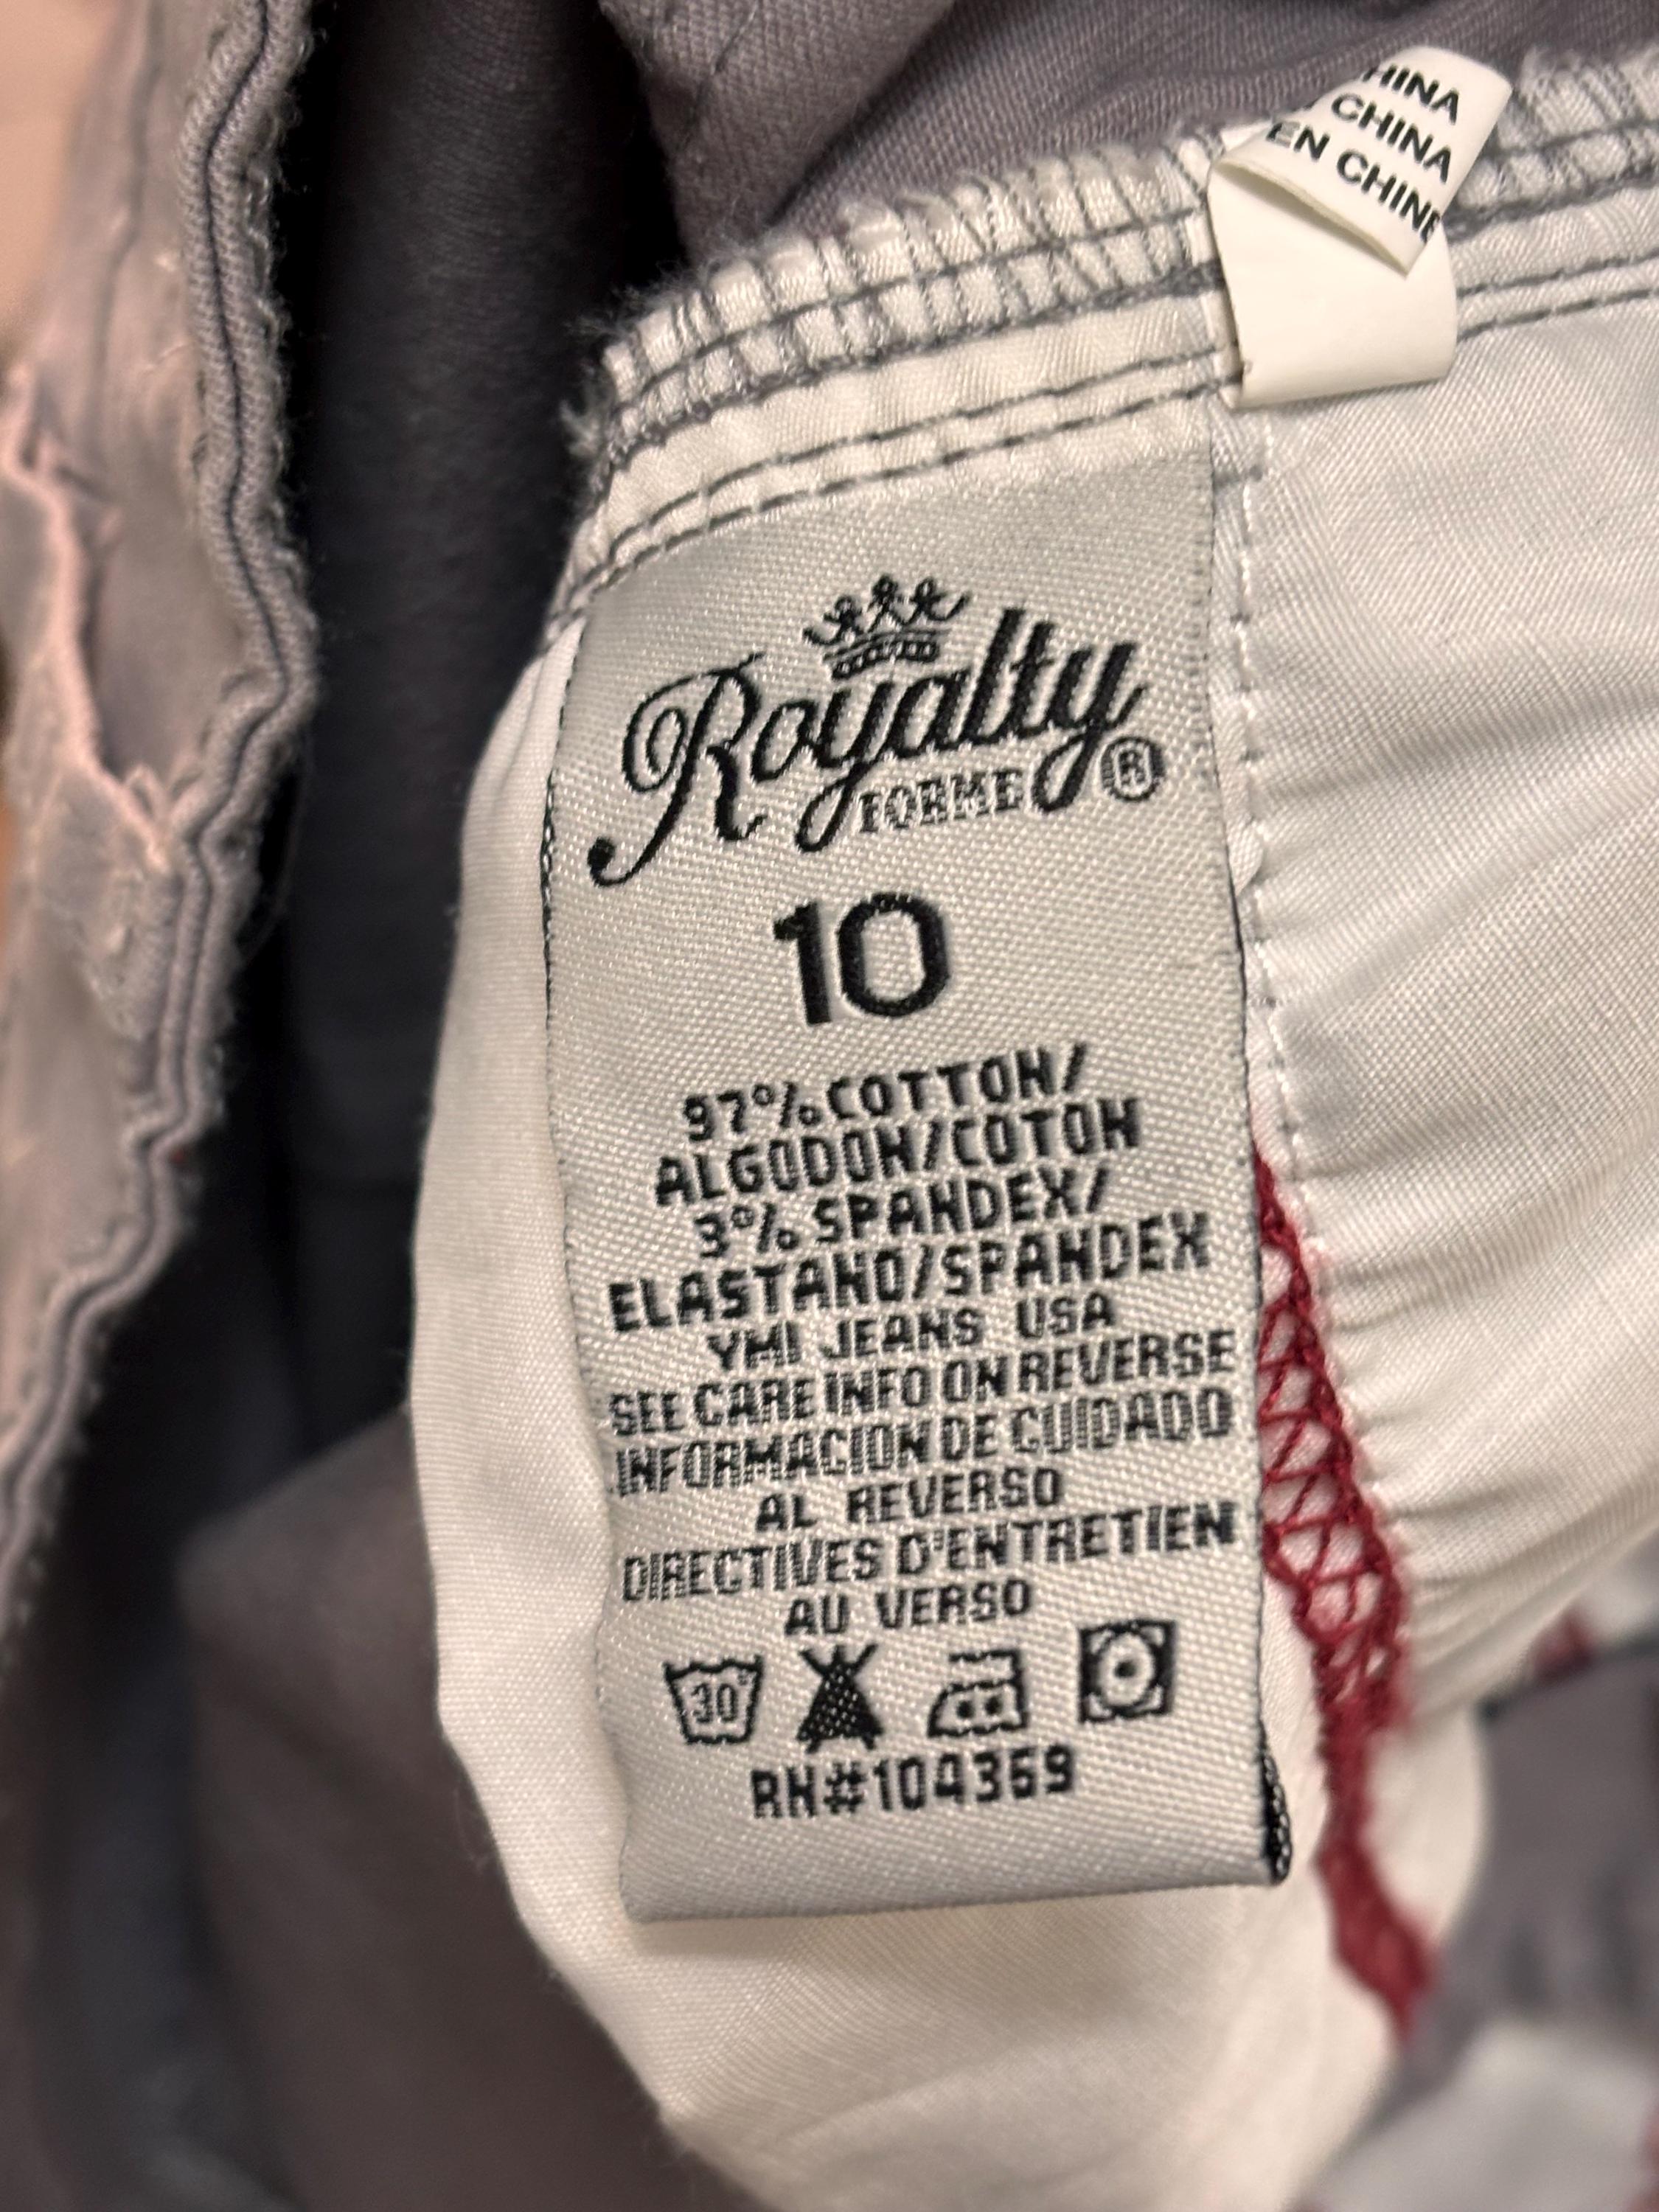 CHINA
CHINA
EN CHINE
Royalty
FORME ®
10
97% COTTON/
ALGODON/COTON
3% SPANDEX/
ELASTANO/SPANDEX
YMI JEANS USA
SEE CARE INFO ON REVERSE
INFORMACION DE CUIDADO
AL REVERSO
DIRECTIVES D'ENTRETIEN
AU VERSO
30°
RN#104369